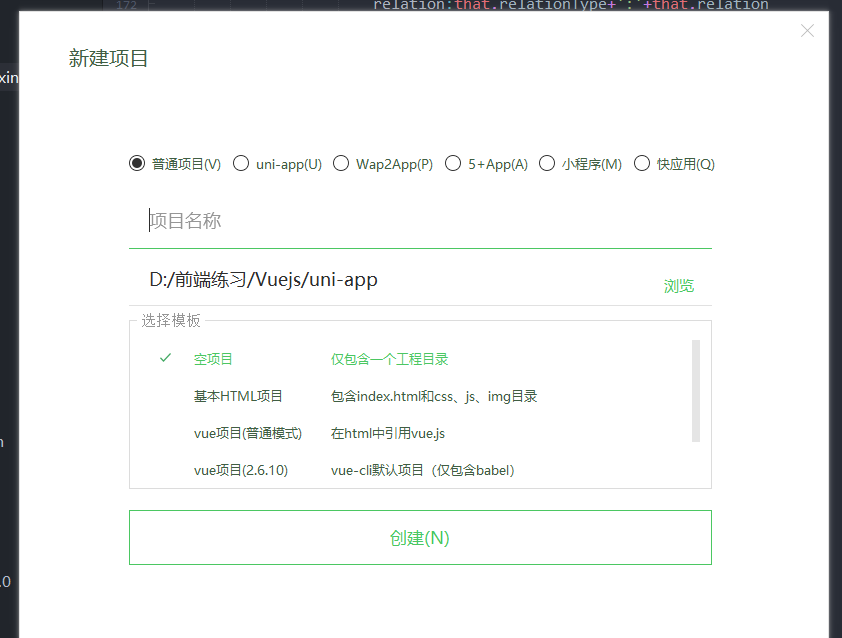 172
relation:that.relationType+':'+that.relation
新建项目
xin
普通项目(V) uni-app(U) Wap2App(P) 5+App(A) 小程序(M) 快应用(Q)
项目名称
D:/前端练习/Vuejs/uni-app
浏览
选择模板
空项目 仅包含一个工程目录
基本HTML项目 包含index.html和css、js、img目录
vue项目(普通模式) 在html中引用vue.js
vue项目(2.6.10) vue-cli默认项目（仅包含babel）
创建(N)
.0